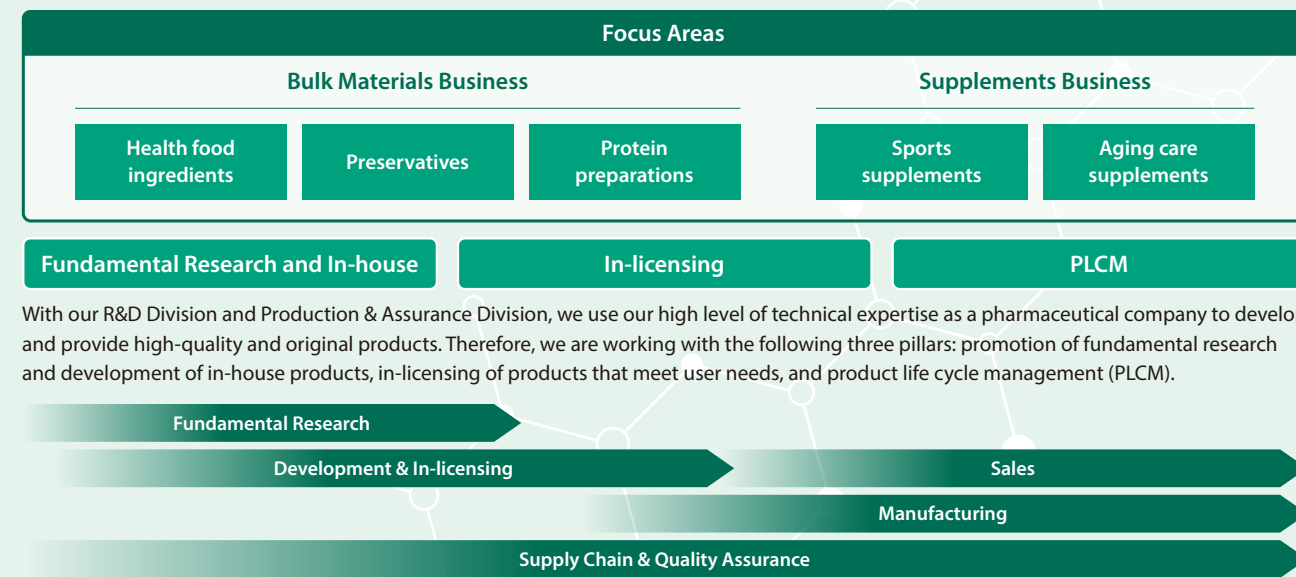 Focus Areas
Bulk Materials Business
Supplements Business
Health food
ingredients
Preservatives
Protein
preparations
Sports
supplements
Aging care
supplements
Fundamental Research and In-house
In-licensing
PLCM
With our R&D Division and Production & Assurance Division, we use our high level of technical expertise as a pharmaceutical company to develop
and provide high-quality and original products. Therefore, we are working with the following three pillars: promotion of fundamental research
and development of in-house products, in-licensing of products that meet user needs, and product life cycle management (PLCM).
Fundamental Research
Development & In-licensing
Sales
Manufacturing
Supply Chain & Quality Assurance